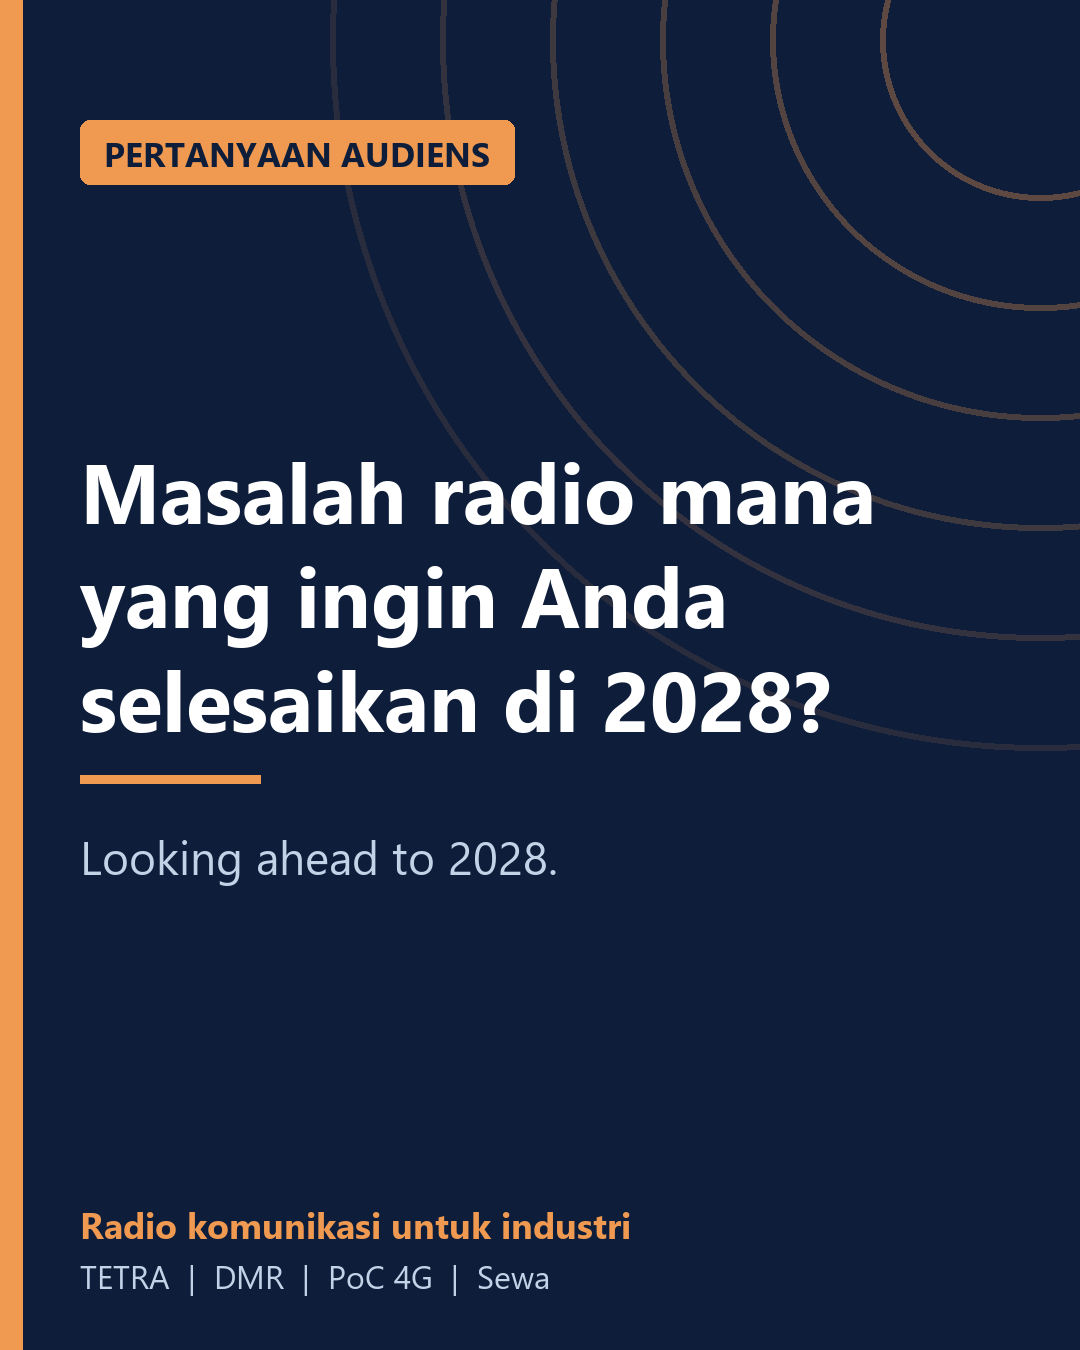 PERTANYAAN AUDIENS
Masalah radio mana
yang ingin Anda
selesaikan di 2028?
Looking ahead to 2028.
Radio komunikasi untuk industri
TETRA | DMR | PoC 4G | Sewa